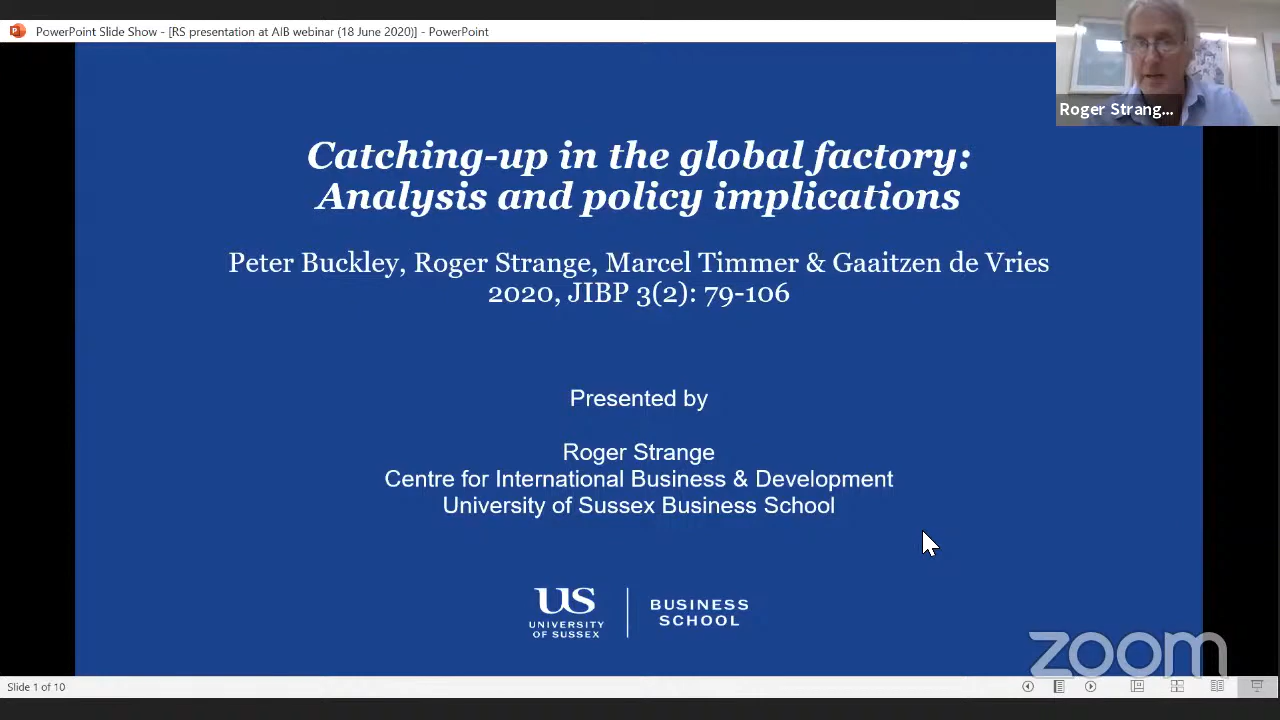 PowerPoint Slide Show - [RS presentation at AIB webinar (18 June 2020)] - PowerPoint
Roger Strang...
Catching-up in the global factory:
Analysis and policy implications
Peter Buckley, Roger Strange, Marcel Timmer & Gaaitzen de Vries
2020, JIBP 3(2): 79-106
Presented by
Roger Strange
Centre for International Business & Development
University of Sussex Business School
US
UNIVERSITY
OF SUSSEX
BUSINESS
SCHOOL
zoom
Slide 1 of 10